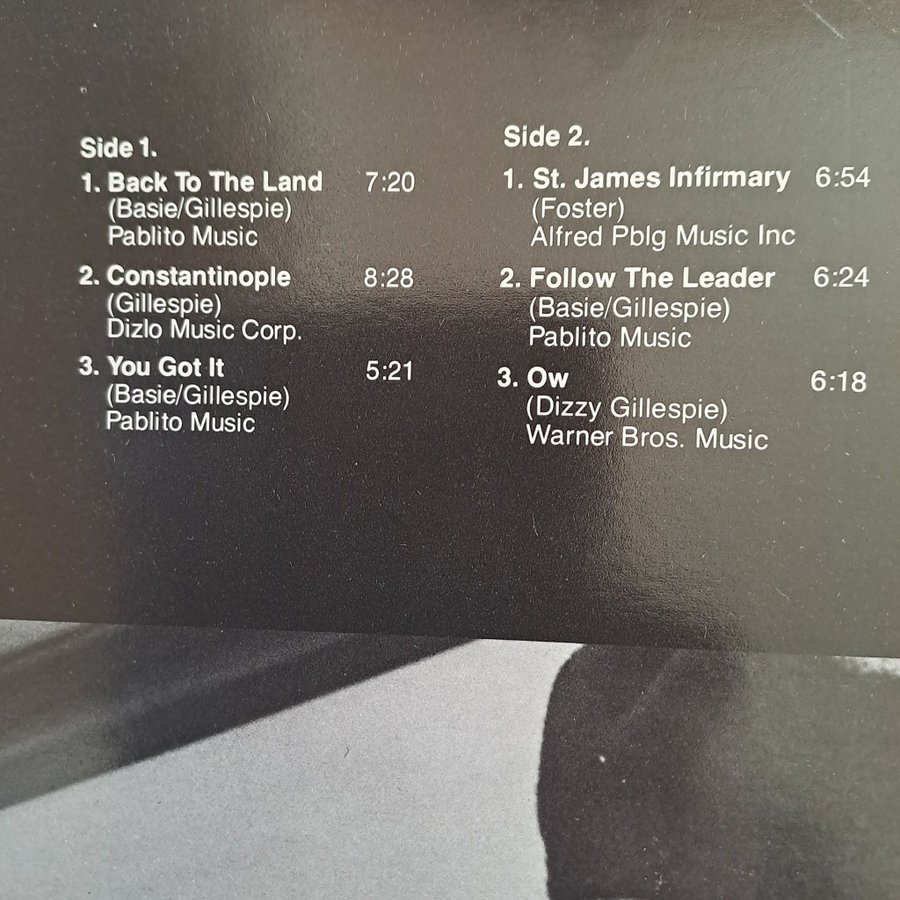 Side 1.
1. Back To The Land 7:20
(Basie/Gillespie)
Pablito Music
2. Constantinople 8:28
(Gillespie)
Dizlo Music Corp.
3. You Got It 5:21
(Basie/Gillespie)
Pablito Music
Side 2.
1. St. James Infirmary 6:54
(Foster)
Alfred Pblg Music Inc
2. Follow The Leader 6:24
(Basie/Gillespie)
Pablito Music
3. Ow 6:18
(Dizzy Gillespie)
Warner Bros. Music